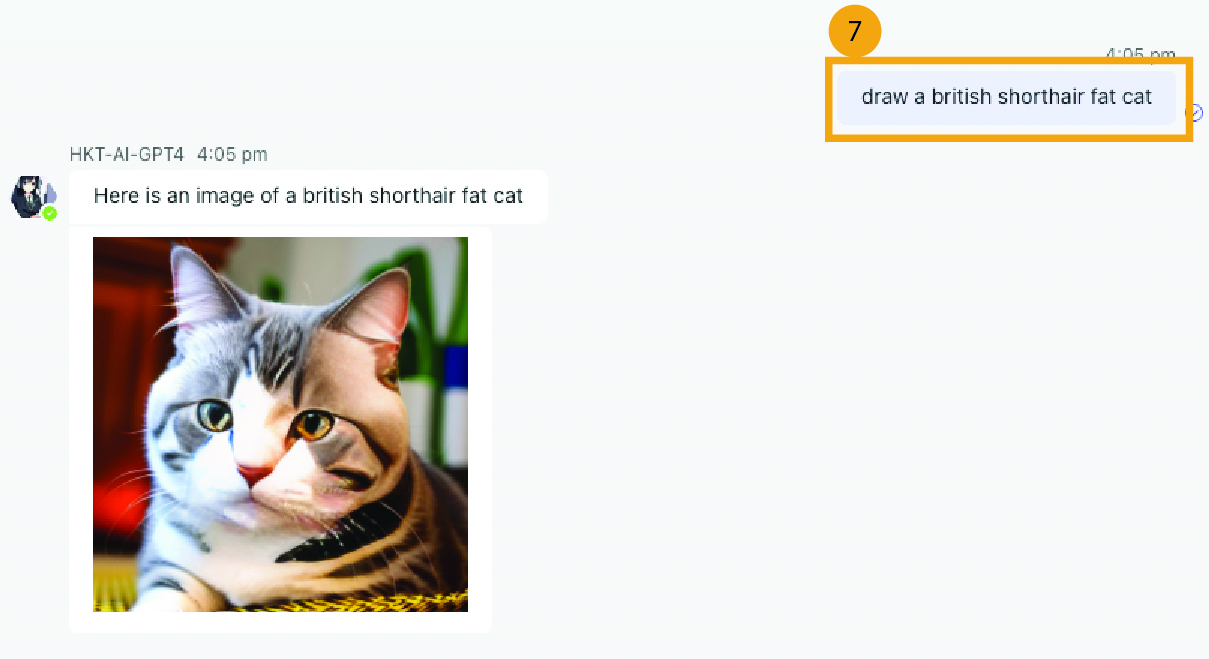 7
4:05 pm
draw a british shorthair fat cat
HKT-AI-GPT4 4:05 pm
Here is an image of a british shorthair fat cat